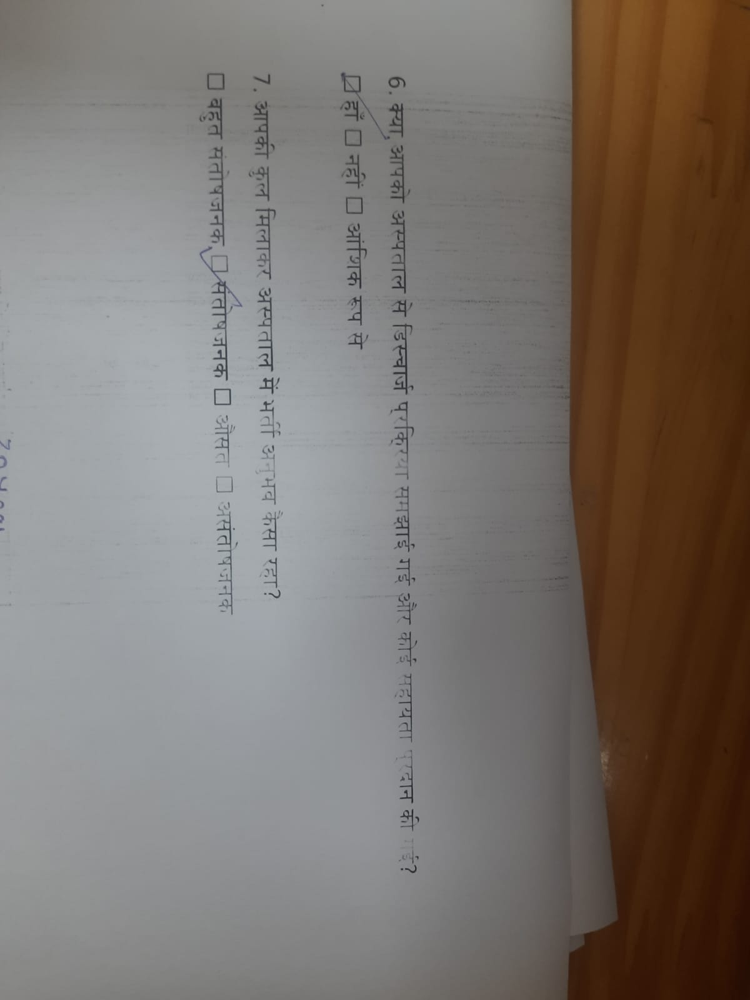 6. क्या आपको अस्पताल से डिस्चार्ज प्रक्रिया समझाई गई और कोई सहायता प्रदान की गई?
☑ हाँ ☐ नहीं ☐ आंशिक रूप से
7. आपकी कुल मिलाकर अस्पताल में भर्ती अनुभव कैसा रहा?
☐ बहुत संतोषजनक ☑ संतोषजनक ☐ औसत ☐ असंतोषजनक